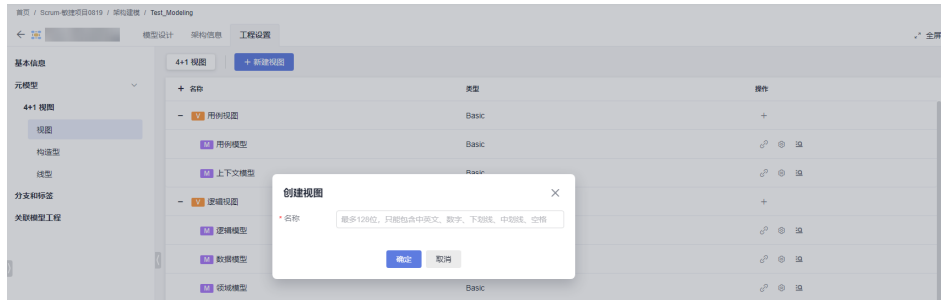 首页 / Scrum-敏捷项目0819 / 架构建模 / Test_Modeling
模型设计 架构信息 工程设置 全屏
基本信息
元模型
4+1 视图
视图
构造型
线型
分支和标签
关联模型工程
4+1 视图 + 新建视图
+ 名称 类型 操作
− V 用例视图 Basic +
M 用例模型 Basic
M 上下文模型 Basic
− V 逻辑视图 +
M 逻辑模型
M 数据模型
M 领域模型 Basic
创建视图
* 名称 最多128位，只能包含中英文、数字、下划线、中划线、空格
确定 取消